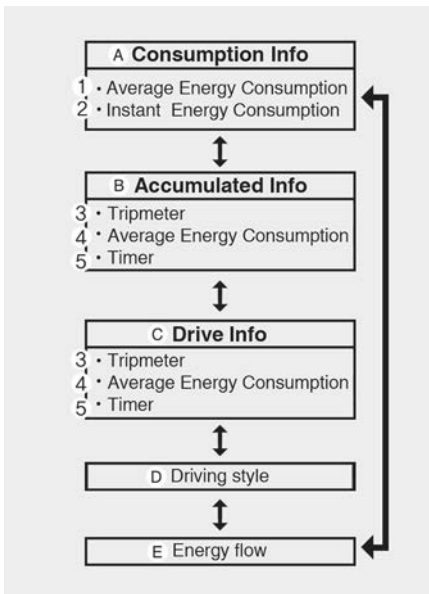 A Consumption Info
1 · Average Energy Consumption
2 · Instant Energy Consumption
B Accumulated Info
3 · Tripmeter
4 · Average Energy Consumption
5 · Timer
C Drive Info
3 · Tripmeter
4 · Average Energy Consumption
5 · Timer
D Driving style
E Energy flow